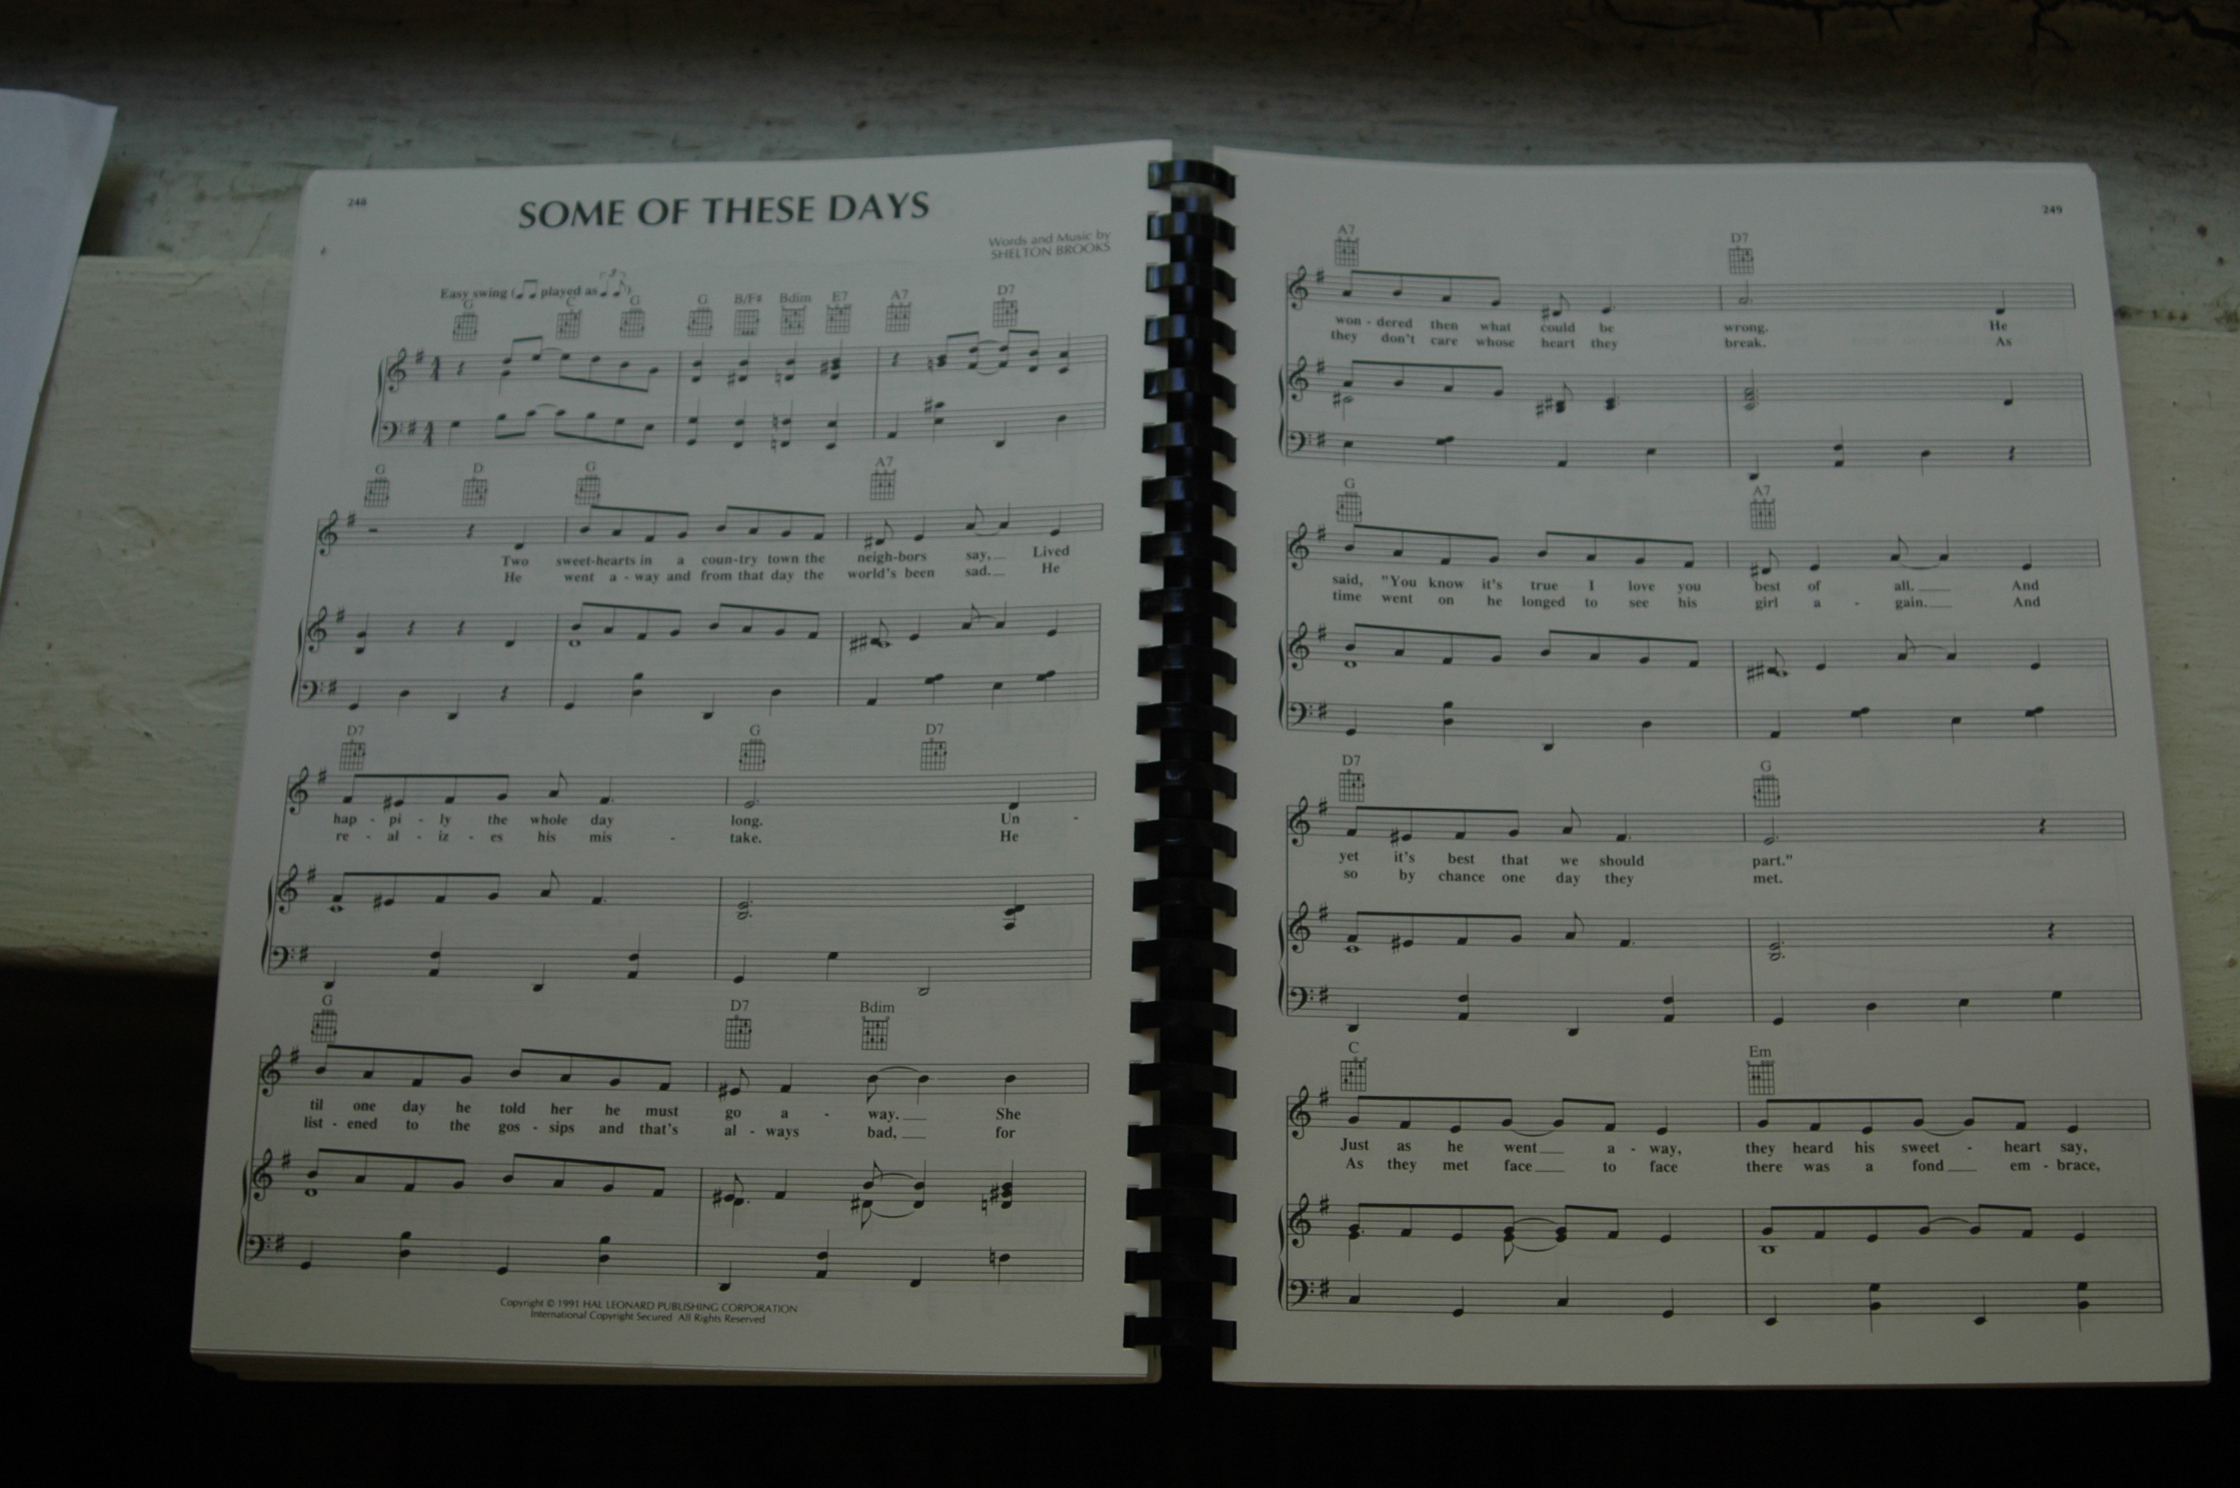 248
SOME OF THESE DAYS
Words and Music by
SHELTON BROOKS
Easy swing ( played as 3 )
G C G G B/F# Bdim E7 A7 D7
G D G A7
Two sweet-hearts in a coun-try town the neigh-bors say, Lived
He went a - way and from that day the world's been sad. He
D7 G D7
hap - pi - ly the whole day long. Un -
re - al - iz - es his mis - take. He
G D7 Bdim
til one day he told her he must go a - way. She
list - ened to the gos - sips and that's al - ways bad, for
Copyright © 1991 HAL LEONARD PUBLISHING CORPORATION
International Copyright Secured All Rights Reserved
249
A7 D7
won - dered then what could be wrong. He
they don't care whose heart they break. As
G A7
said, "You know it's true I love you best of all. And
time went on he longed to see his girl a - gain. And
D7 G
yet it's best that we should part."
so by chance one day they met.
C Em
Just as he went a - way, they heard his sweet - heart say,
As they met face to face there was a fond em - brace,